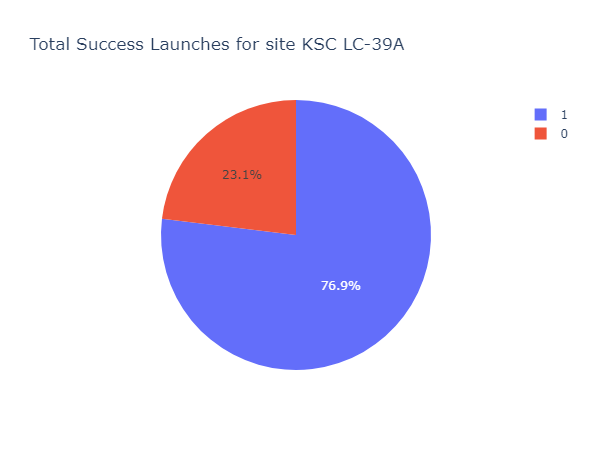 Total Success Launches for site KSC LC-39A
1
0
23.1%
76.9%